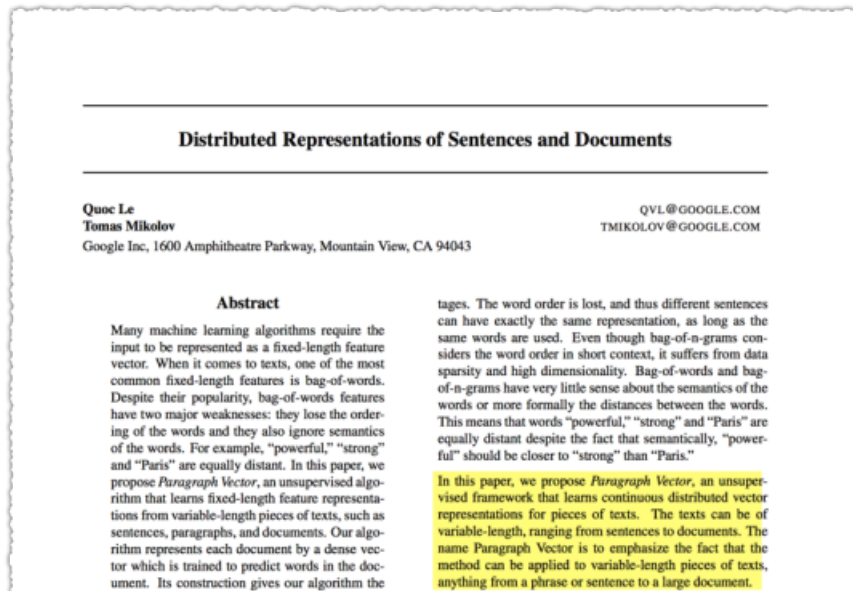 Distributed Representations of Sentences and Documents
Quoc Le
QVL@GOOGLE.COM
Tomas Mikolov
TMIKOLOV@GOOGLE.COM
Google Inc, 1600 Amphitheatre Parkway, Mountain View, CA 94043
Abstract
Many machine learning algorithms require the
input to be represented as a fixed-length feature
vector. When it comes to texts, one of the most
common fixed-length features is bag-of-words.
Despite their popularity, bag-of-words features
have two major weaknesses: they lose the order-
ing of the words and they also ignore semantics
of the words. For example, “powerful,” “strong”
and “Paris” are equally distant. In this paper, we
propose Paragraph Vector, an unsupervised algo-
rithm that learns fixed-length feature representa-
tions from variable-length pieces of texts, such as
sentences, paragraphs, and documents. Our algo-
rithm represents each document by a dense vec-
tor which is trained to predict words in the doc-
ument. Its construction gives our algorithm the
tages. The word order is lost, and thus different sentences
can have exactly the same representation, as long as the
same words are used. Even though bag-of-n-grams con-
siders the word order in short context, it suffers from data
sparsity and high dimensionality. Bag-of-words and bag-
of-n-grams have very little sense about the semantics of the
words or more formally the distances between the words.
This means that words “powerful,” “strong” and “Paris” are
equally distant despite the fact that semantically, “power-
ful” should be closer to “strong” than “Paris.”
In this paper, we propose Paragraph Vector, an unsuper-
vised framework that learns continuous distributed vector
representations for pieces of texts. The texts can be of
variable-length, ranging from sentences to documents. The
name Paragraph Vector is to emphasize the fact that the
method can be applied to variable-length pieces of texts,
anything from a phrase or sentence to a large document.